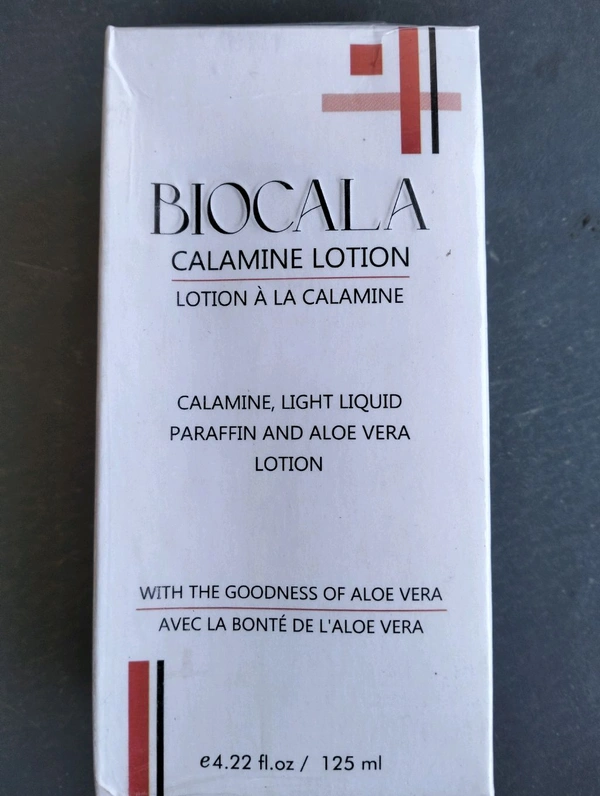 BIOCALA
CALAMINE LOTION
LOTION À LA CALAMINE
CALAMINE, LIGHT LIQUID
PARAFFIN AND ALOE VERA
LOTION
WITH THE GOODNESS OF ALOE VERA
AVEC LA BONTÉ DE L'ALOE VERA
℮4.22 fl.oz / 125 ml